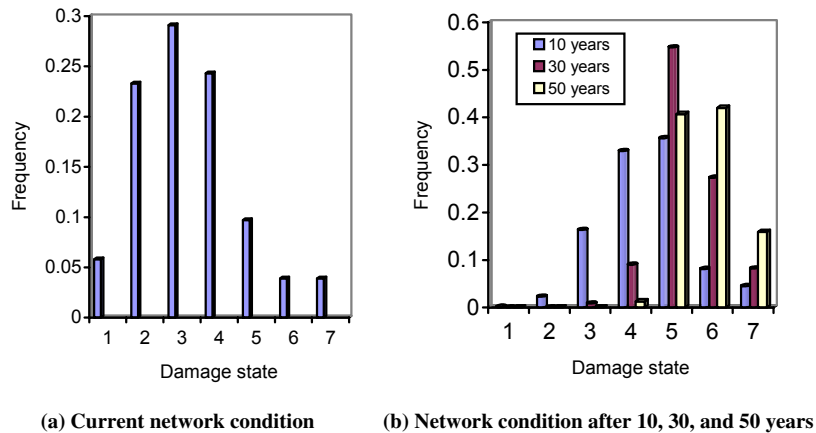 0.3
0.25
0.2
0.15
0.1
0.05
0
Frequency
1 2 3 4 5 6 7
Damage state
(a) Current network condition
0.6
0.5
0.4
0.3
0.2
0.1
0
Frequency
10 years
30 years
50 years
1 2 3 4 5 6 7
Damage state
(b) Network condition after 10, 30, and 50 years